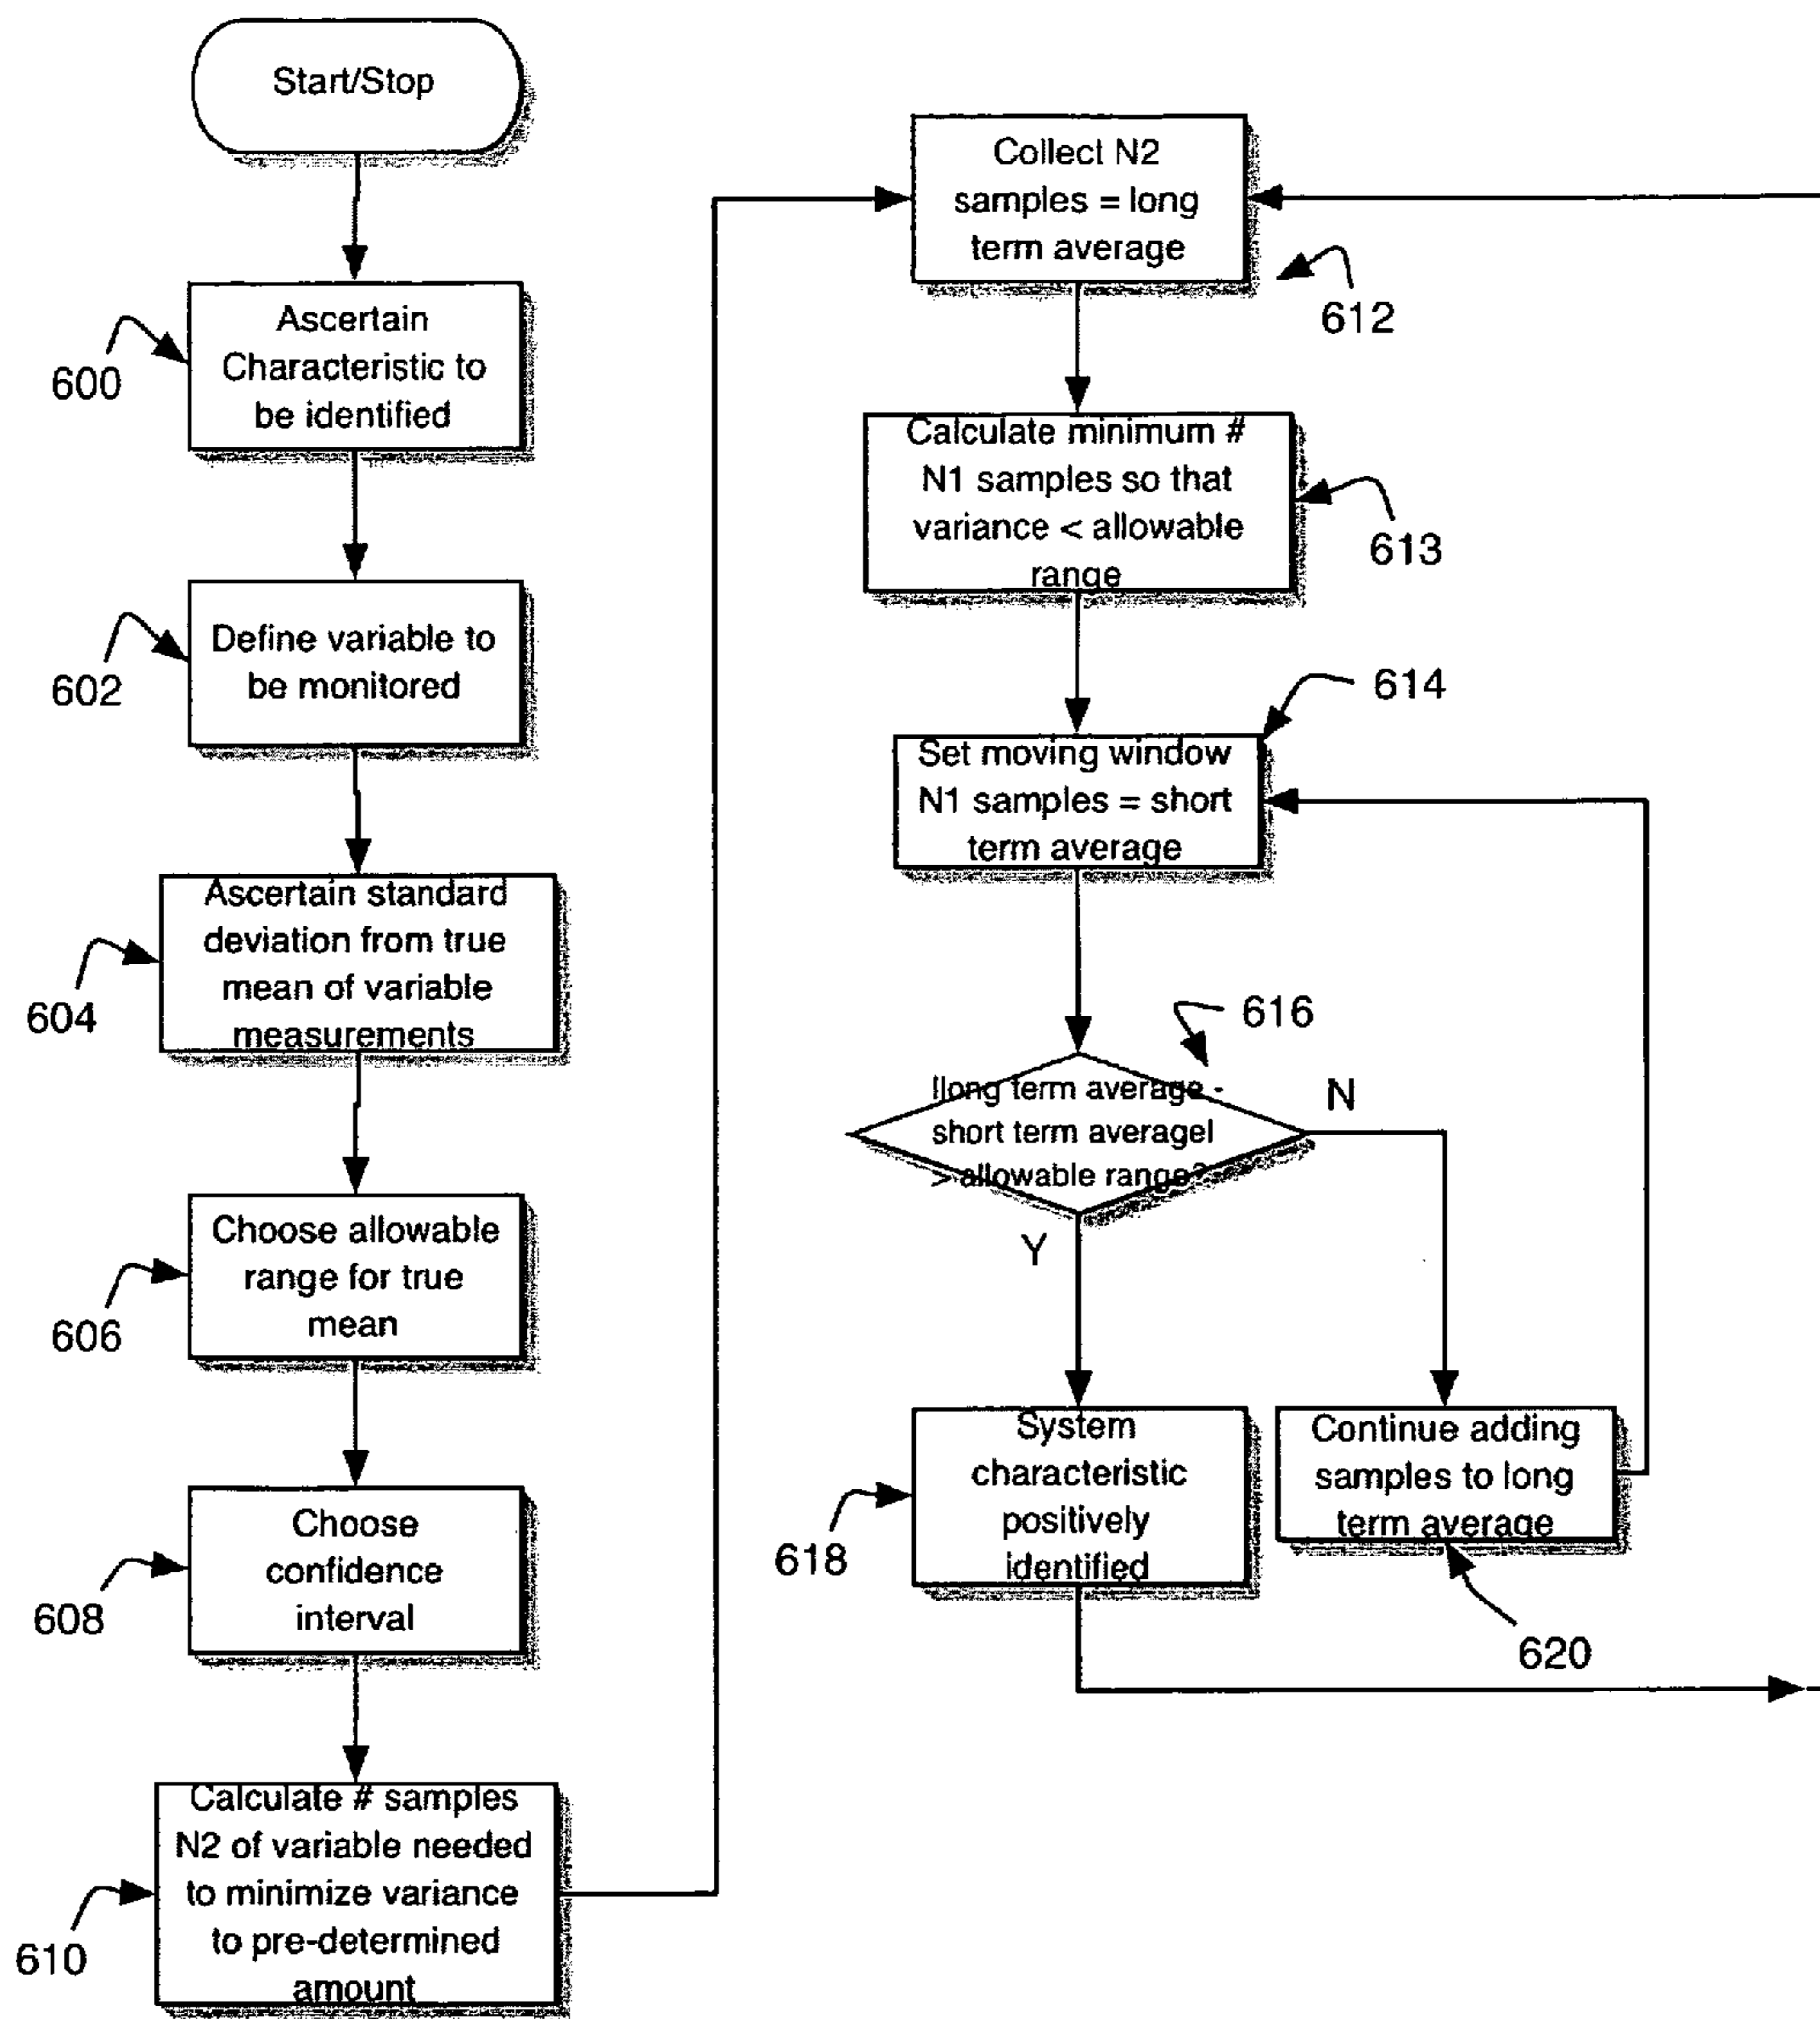 Start/Stop
Ascertain
Characteristic to
be identified
600
Define variable to
be monitored
602
Ascertain standard
deviation from true
mean of variable
measurements
604
Choose allowable
range for true
mean
606
Choose
confidence
interval
608
Calculate # samples
N2 of variable needed
to minimize variance
to pre-determined
amount
610
Collect N2
samples = long
term average
612
Calculate minimum #
N1 samples so that
variance < allowable
range
613
614
Set moving window
N1 samples = short
term average
616
|long term average -
short term average|
> allowable range?
N
Y
System
characteristic
positively
identified
618
Continue adding
samples to long
term average
620